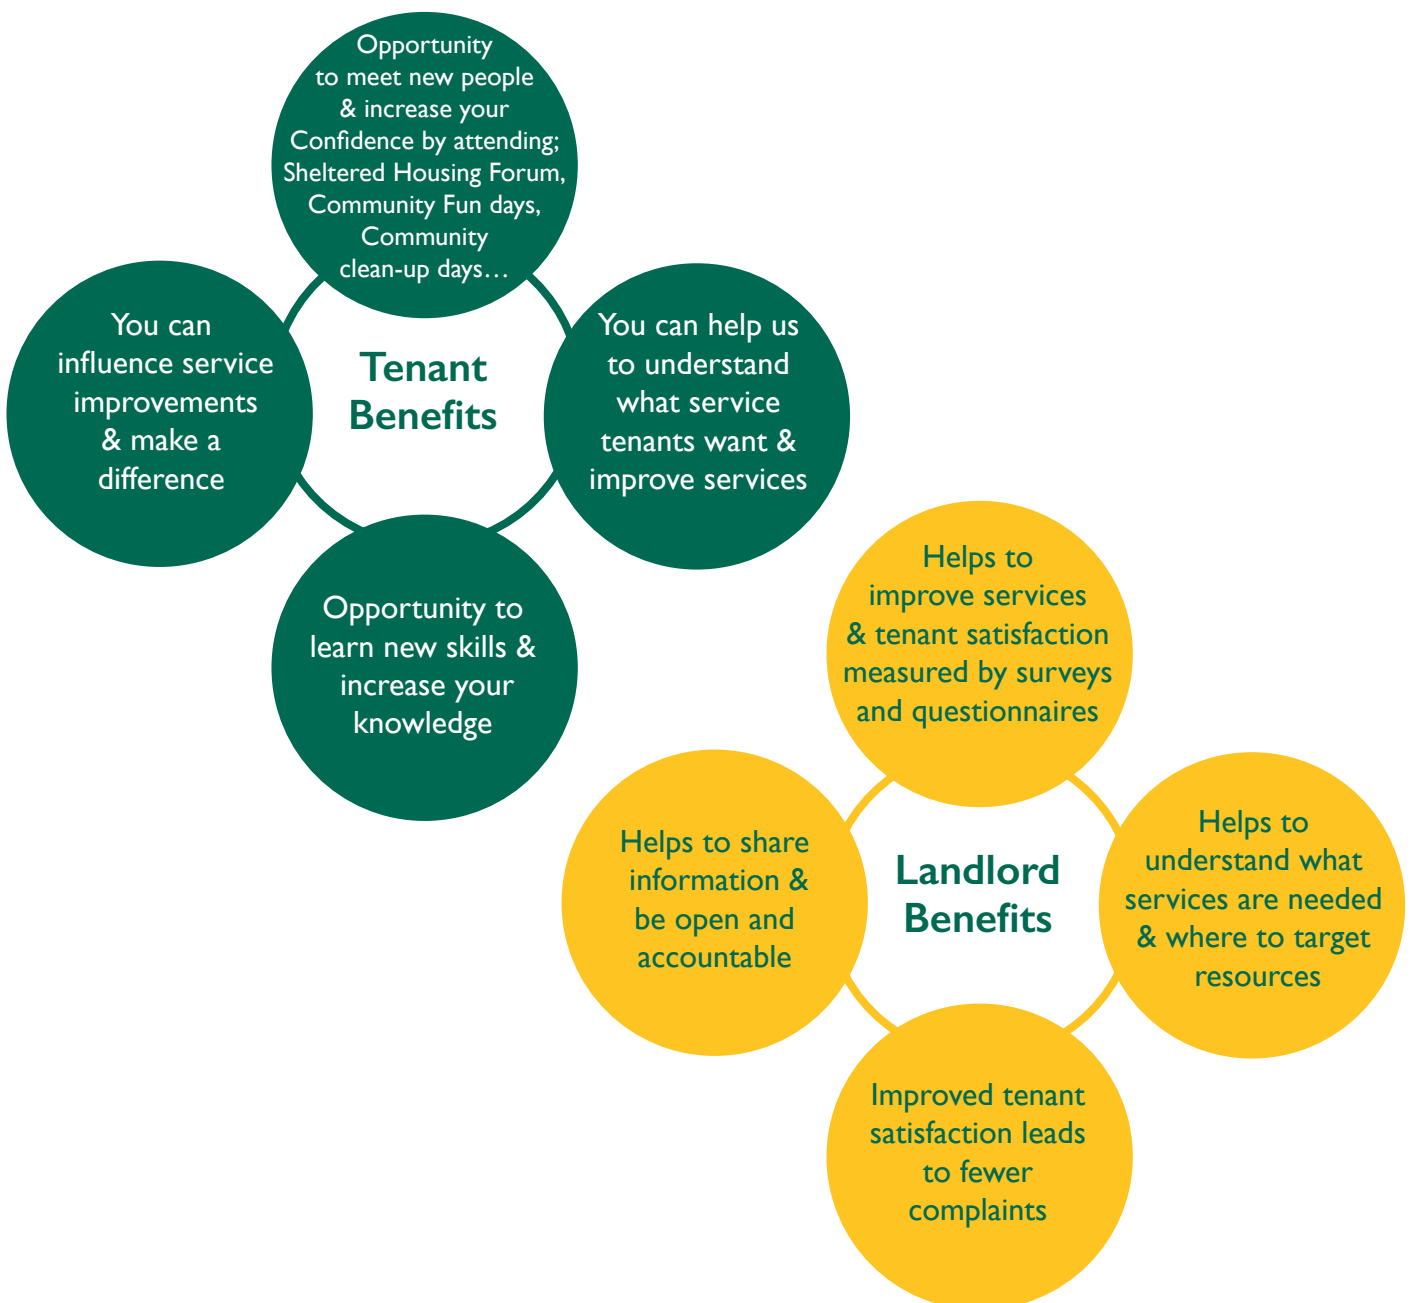 Opportunity
to meet new people
& increase your
Confidence by attending;
Sheltered Housing Forum,
Community Fun days,
Community
clean-up days…
You can
influence service
improvements
& make a
difference
Tenant
Benefits
You can help us
to understand
what service
tenants want &
improve services
Opportunity to
learn new skills &
increase your
knowledge
Helps to
improve services
& tenant satisfaction
measured by surveys
and questionnaires
Helps to share
information &
be open and
accountable
Landlord
Benefits
Helps to
understand what
services are needed
& where to target
resources
Improved tenant
satisfaction leads
to fewer
complaints